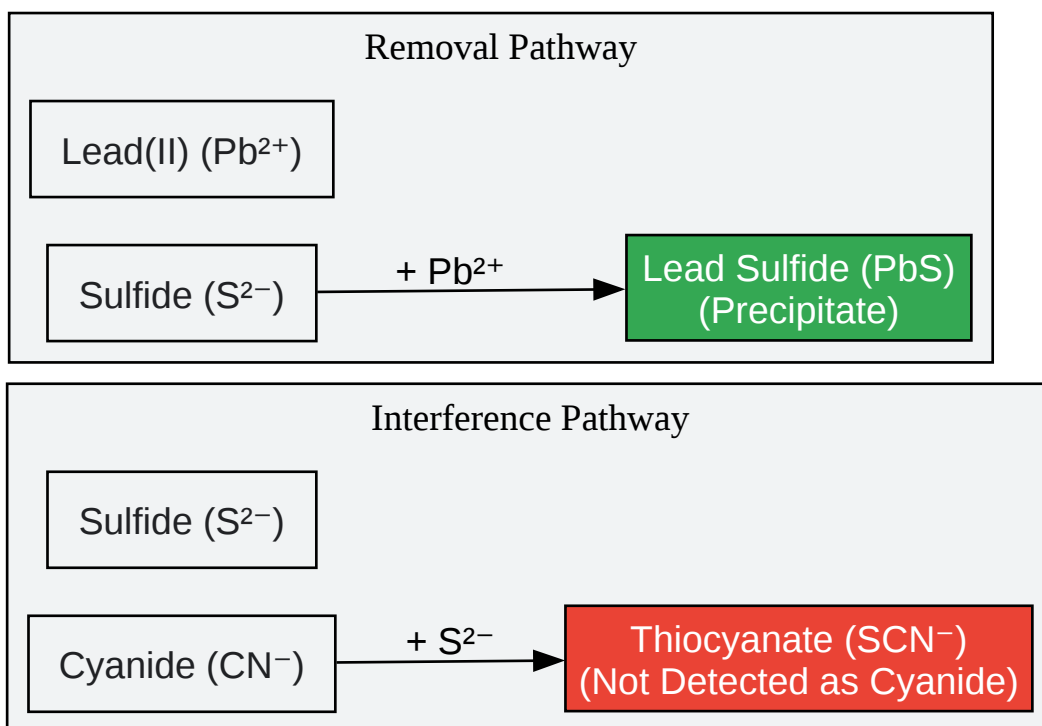 Removal Pathway
Lead(II) (Pb²⁺)
Sulfide (S²⁻)
+ Pb²⁺
Lead Sulfide (PbS)
(Precipitate)
Interference Pathway
Sulfide (S²⁻)
Cyanide (CN⁻)
+ S²⁻
Thiocyanate (SCN⁻)
(Not Detected as Cyanide)